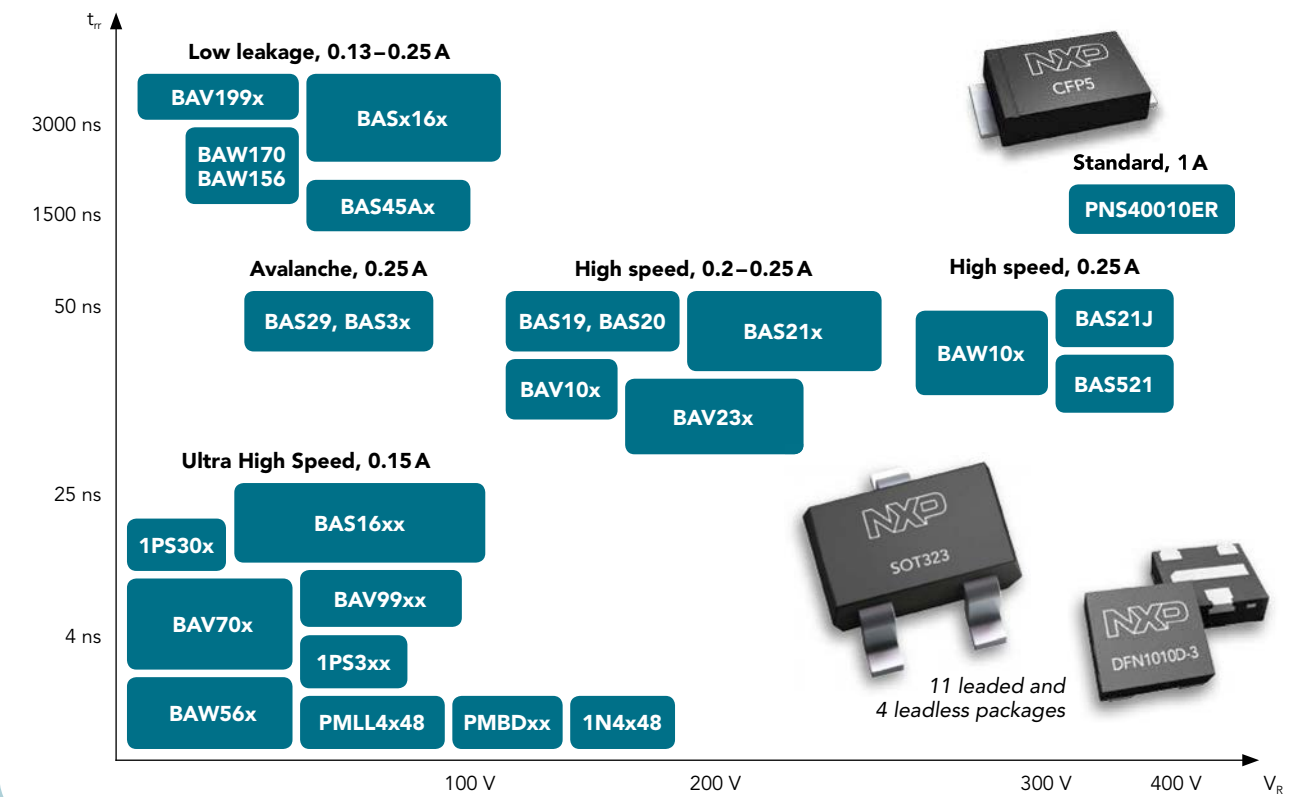 trr
Low leakage, 0.13–0.25 A
BAV199x
BASx16x
3000 ns
BAW170
BAW156
BAS45Ax
1500 ns
NXP
CFP5
Standard, 1 A
PNS40010ER
Avalanche, 0.25 A
High speed, 0.2–0.25 A
High speed, 0.25 A
50 ns
BAS29, BAS3x
BAS19, BAS20
BAS21x
BAW10x
BAS21J
BAV10x
BAV23x
BAS521
Ultra High Speed, 0.15 A
25 ns
BAS16xx
1PS30x
BAV99xx
BAV70x
4 ns
1PS3xx
BAW56x
PMLL4x48
PMBDxx
1N4x48
NXP
SOT323
NXP
DFN1010D-3
11 leaded and
4 leadless packages
100 V
200 V
300 V
400 V
VR